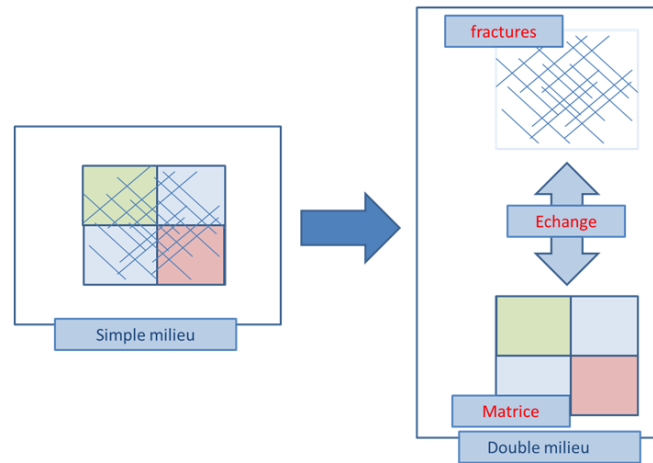 fractures
Echange
Simple milieu
Matrice
Double milieu